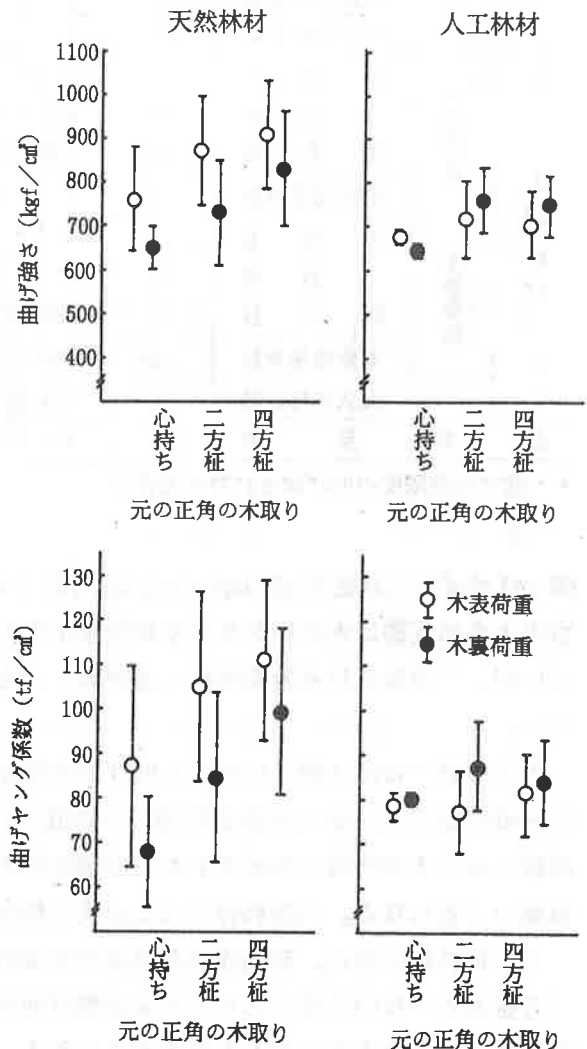 天然林材
人工林材
曲げ強さ (kgf/c㎡)
1100
1000
900
800
700
600
500
400
心持ち
二方柾
四方柾
元の正角の木取り
心持ち
二方柾
四方柾
元の正角の木取り
曲げヤング係数 (tf/c㎡)
130
120
110
100
90
80
70
60
木表荷重
木裏荷重
心持ち
二方柾
四方柾
元の正角の木取り
心持ち
二方柾
四方柾
元の正角の木取り